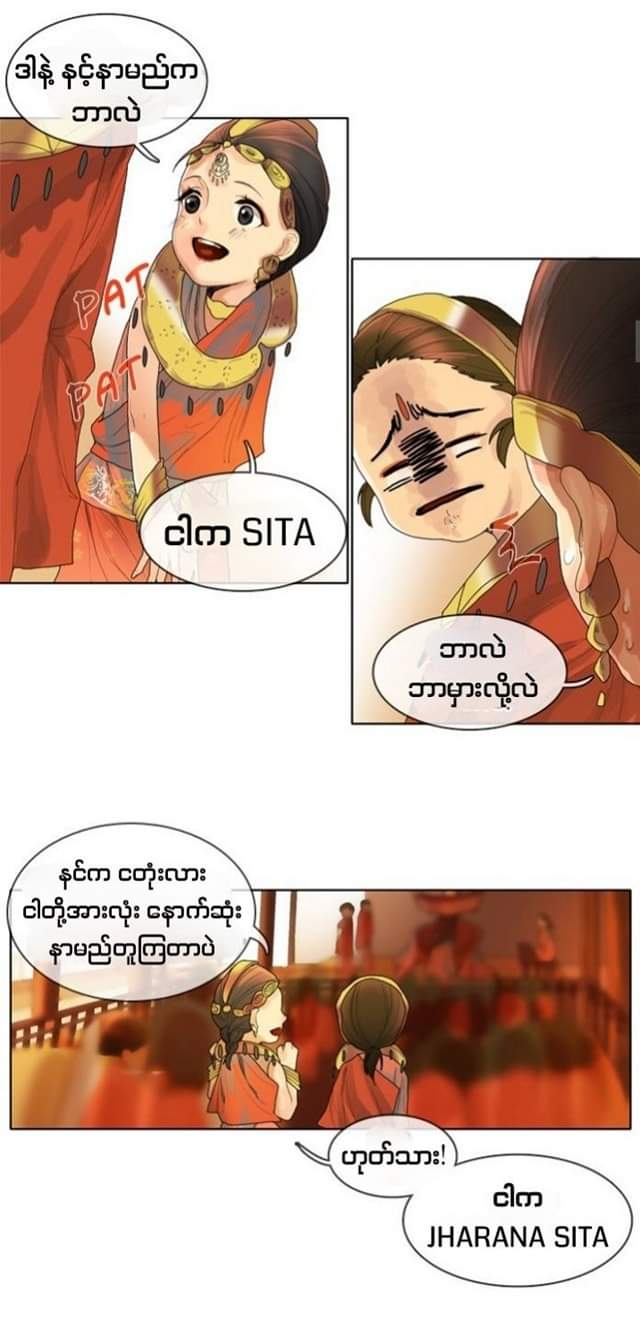 ဒါနဲ့ နင့်နာမည်က
ဘာလဲ
PAT
PAT
ငါက SITA
ဘာလဲ
ဘာမှားလို့လဲ
နင်က ငတုံးလား
ငါတို့အားလုံး နောက်ဆုံး
နာမည်တူကြတာပဲ
ဟုတ်သား!
ငါက
JHARANA SITA